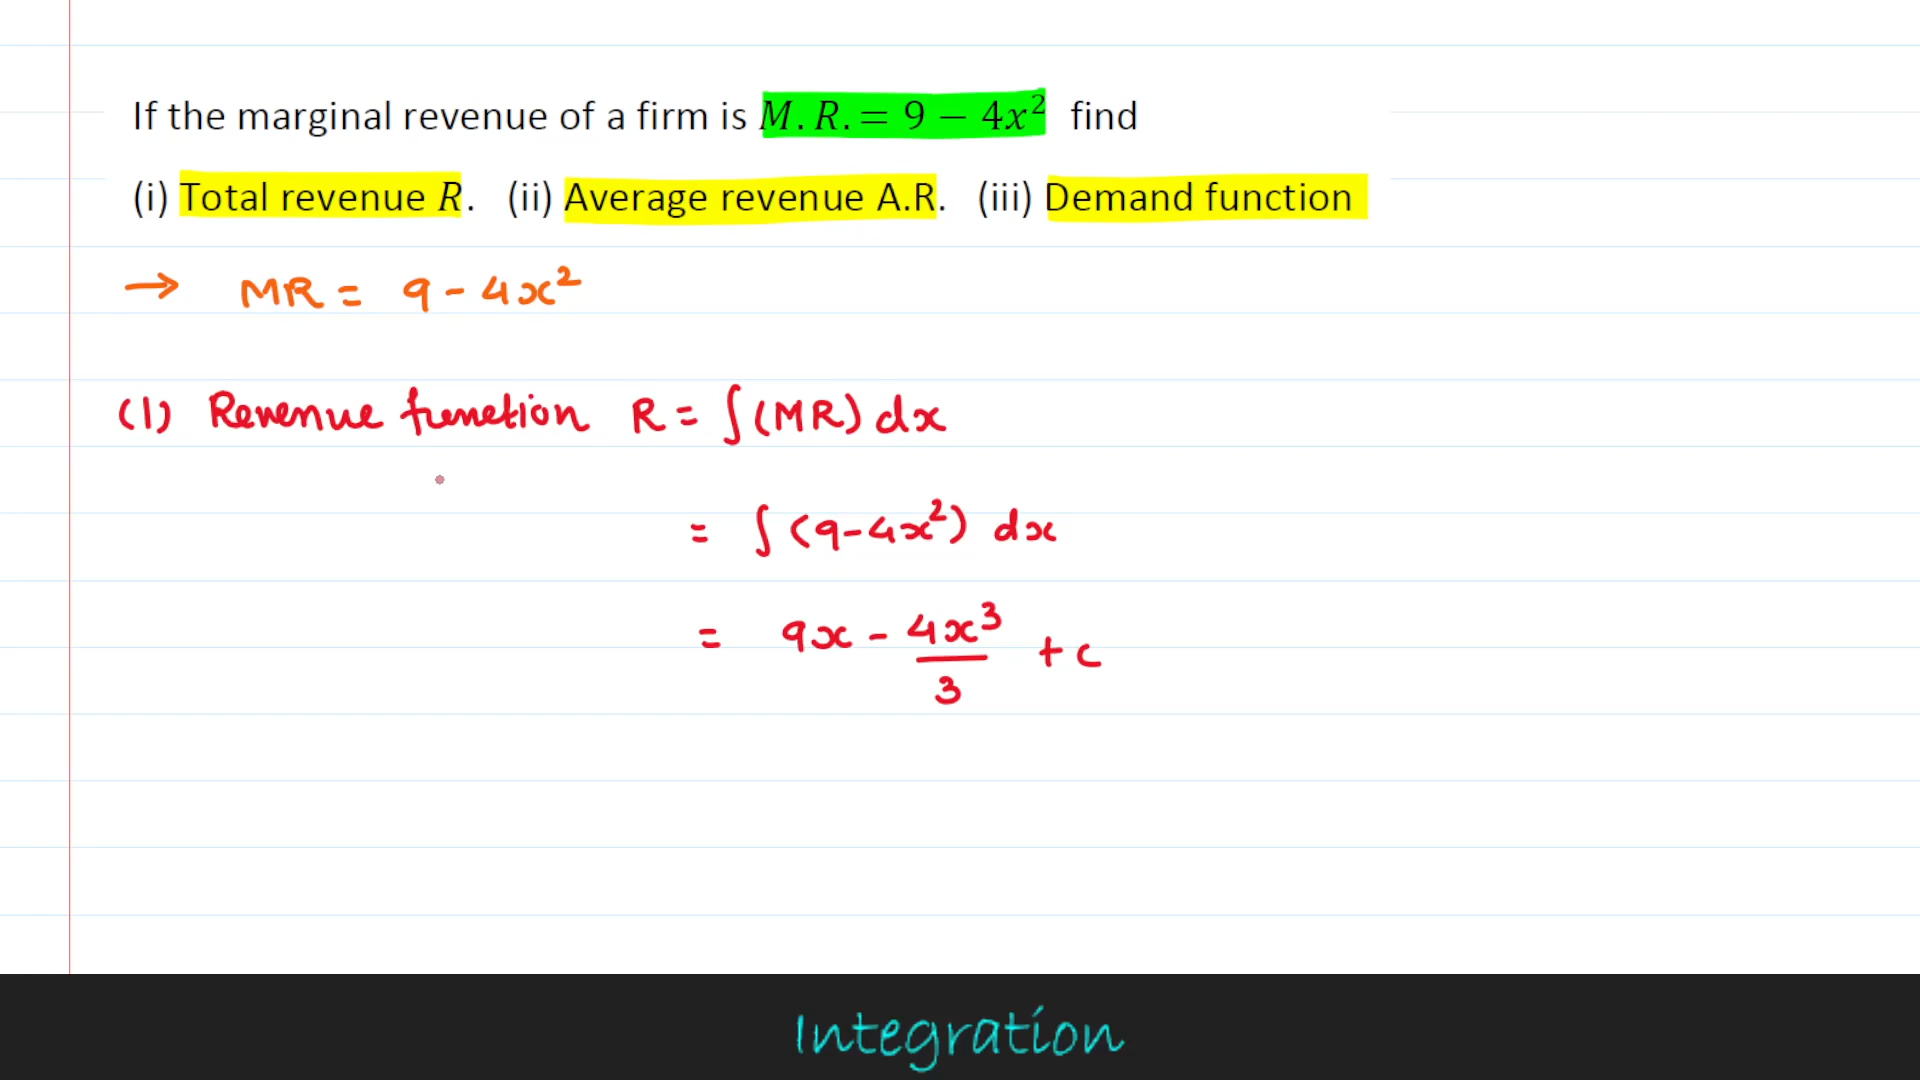 If the marginal revenue of a firm is M.R.= 9 − 4x² find
(i) Total revenue R. (ii) Average revenue A.R. (iii) Demand function
→ MR = 9 - 4x²
(1) Revenue function R = ∫(MR) dx
= ∫ (9-4x²) dx
= 9x - 4x³/3 + c
Integration